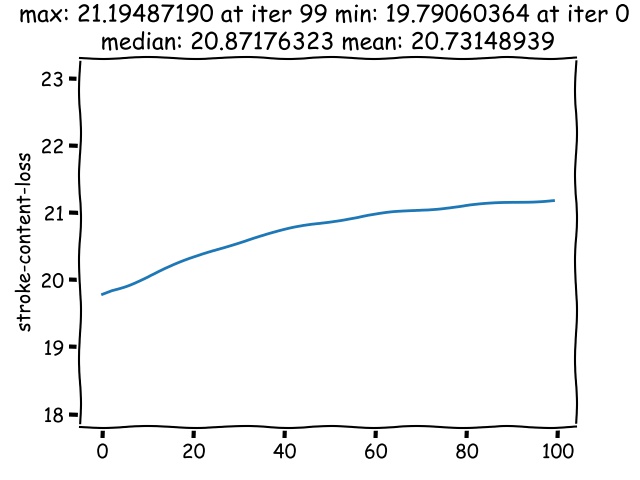 max: 21.19487190 at iter 99 min: 19.79060364 at iter 0
median: 20.87176323 mean: 20.73148939
stroke-content-loss
23
22
21
20
19
18
0 20 40 60 80 100